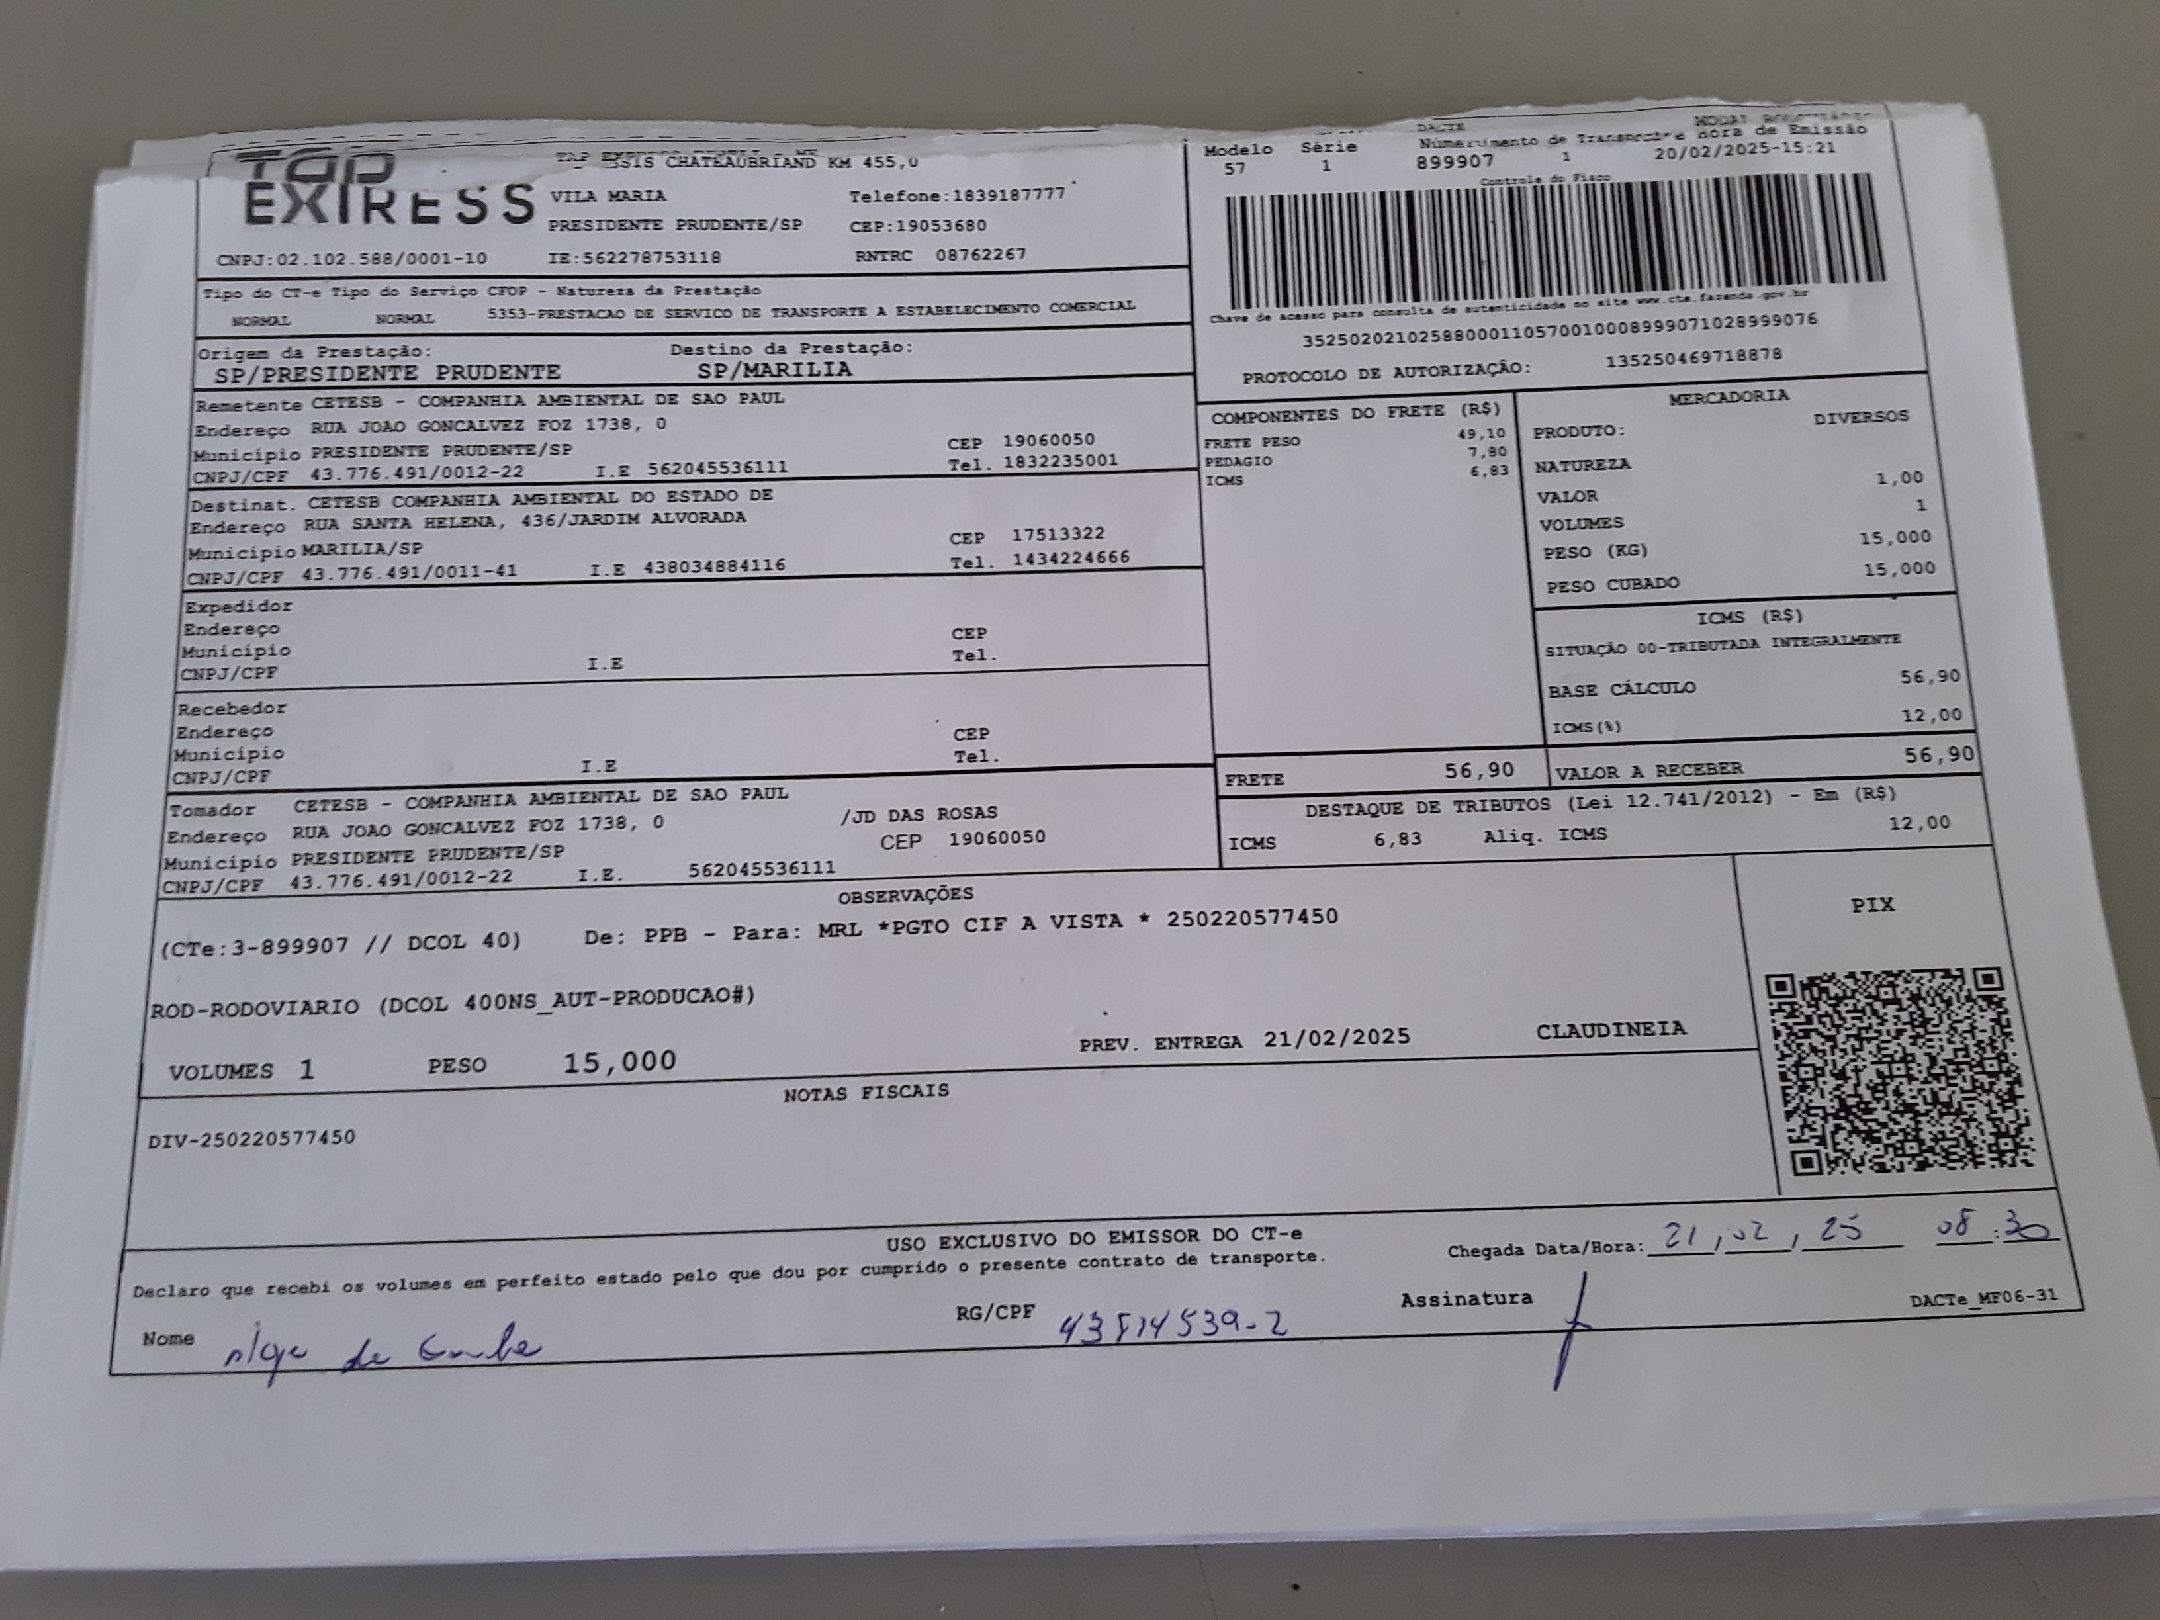 TAP
EXPRESS
SSIS CHATEAUBRIAND KM 455,0
VILA MARIA Telefone:1839187777
PRESIDENTE PRUDENTE/SP CEP:19053680
CNPJ:02.102.588/0001-10 IE:562278753118 RNTRC 08762267
Tipo do CT-e Tipo do Serviço CFOP - Natureza da Prestação
NORMAL NORMAL 5353-PRESTACAO DE SERVICO DE TRANSPORTE A ESTABELECIMENTO COMERCIAL
Origem da Prestação: Destino da Prestação:
SP/PRESIDENTE PRUDENTE SP/MARILIA
Remetente CETESB - COMPANHIA AMBIENTAL DE SAO PAUL
Endereço RUA JOAO GONCALVEZ FOZ 1738, 0
Município PRESIDENTE PRUDENTE/SP CEP 19060050
CNPJ/CPF 43.776.491/0012-22 I.E 562045536111 Tel. 1832235001
Destinat. CETESB COMPANHIA AMBIENTAL DO ESTADO DE
Endereço RUA SANTA HELENA, 436/JARDIM ALVORADA
Município MARILIA/SP CEP 17513322
CNPJ/CPF 43.776.491/0011-41 I.E 438034884116 Tel. 1434224666
Expedidor
Endereço CEP
Município Tel.
CNPJ/CPF I.E
Recebedor
Endereço CEP
Município Tel.
CNPJ/CPF I.E
Tomador CETESB - COMPANHIA AMBIENTAL DE SAO PAUL
Endereço RUA JOAO GONCALVEZ FOZ 1738, 0 /JD DAS ROSAS
Município PRESIDENTE PRUDENTE/SP CEP 19060050
CNPJ/CPF 43.776.491/0012-22 I.E. 562045536111
DACTE
Modelo Série
57 1 899907 1 20/02/2025-15:21
Controle do Fisco
Chave de acesso para consulta de autenticidade no site www.cte.fazenda.gov.br
35250202102588000110570010008999071028999076
PROTOCOLO DE AUTORIZAÇÃO: 135250469718878
COMPONENTES DO FRETE (R$)
FRETE PESO 49,10
PEDAGIO 7,80
ICMS 6,83
MERCADORIA
PRODUTO: DIVERSOS
NATUREZA
VALOR 1,00
VOLUMES 1
PESO (KG) 15,000
PESO CUBADO 15,000
ICMS (R$)
SITUAÇÃO 00-TRIBUTADA INTEGRALMENTE
BASE CÁLCULO 56,90
ICMS(%) 12,00
FRETE 56,90 VALOR A RECEBER 56,90
DESTAQUE DE TRIBUTOS (Lei 12.741/2012) - Em (R$)
ICMS 6,83 Aliq. ICMS 12,00
OBSERVAÇÕES
(CTe:3-899907 // DCOL 40) De: PPB - Para: MRL *PGTO CIF A VISTA * 250220577450
ROD-RODOVIARIO (DCOL 400NS_AUT-PRODUCAO#)
VOLUMES 1 PESO 15,000 PREV. ENTREGA 21/02/2025 CLAUDINEIA
PIX
NOTAS FISCAIS
DIV-250220577450
USO EXCLUSIVO DO EMISSOR DO CT-e
Declaro que recebi os volumes em perfeito estado pelo que dou por cumprido o presente contrato de transporte.
Chegada Data/Hora: 21,02,25 08:30
Nome RG/CPF Assinatura DACTe_MF06-31